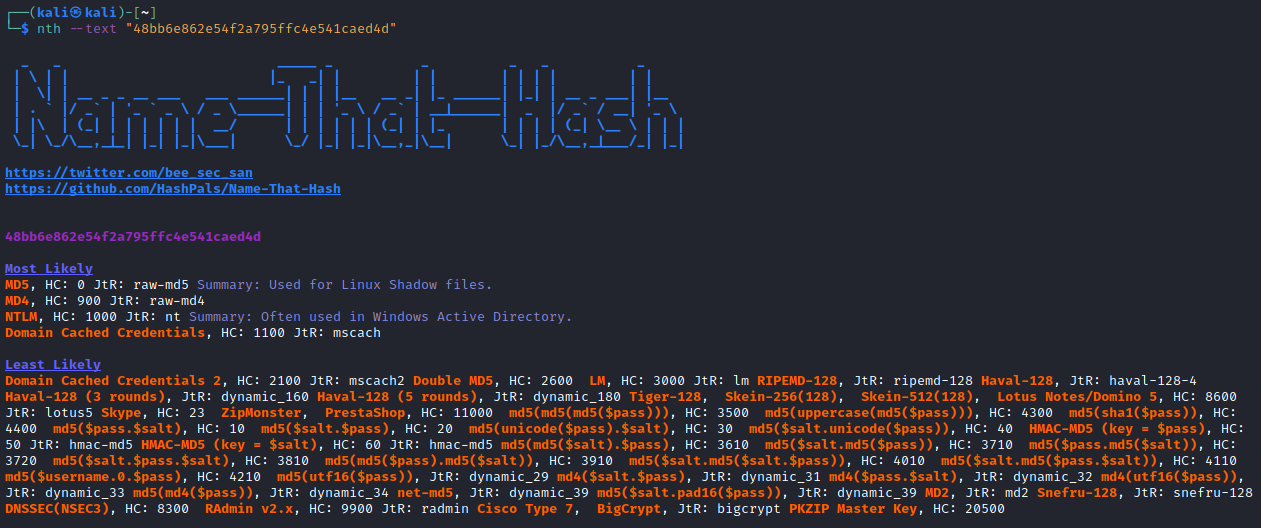 ┌──(kali㉿kali)-[~]
└─$ nth --text "48bb6e862e54f2a795ffc4e541caed4d"
Name-That-Hash
https://twitter.com/bee_sec_san
https://github.com/HashPals/Name-That-Hash
48bb6e862e54f2a795ffc4e541caed4d
Most Likely
MD5, HC: 0 JtR: raw-md5 Summary: Used for Linux Shadow files.
MD4, HC: 900 JtR: raw-md4
NTLM, HC: 1000 JtR: nt Summary: Often used in Windows Active Directory.
Domain Cached Credentials, HC: 1100 JtR: mscach
Least Likely
Domain Cached Credentials 2, HC: 2100 JtR: mscach2 Double MD5, HC: 2600  LM, HC: 3000 JtR: lm RIPEMD-128, JtR: ripemd-128 Haval-128, JtR: haval-128-4
Haval-128 (3 rounds), JtR: dynamic_160 Haval-128 (5 rounds), JtR: dynamic_180 Tiger-128,  Skein-256(128),  Skein-512(128),  Lotus Notes/Domino 5, HC: 8600
JtR: lotus5 Skype, HC: 23  ZipMonster,  PrestaShop, HC: 11000  md5(md5(md5($pass))), HC: 3500  md5(uppercase(md5($pass))), HC: 4300  md5(sha1($pass)), HC:
4400  md5($pass.$salt), HC: 10  md5($salt.$pass), HC: 20  md5(unicode($pass).$salt), HC: 30  md5($salt.unicode($pass)), HC: 40  HMAC-MD5 (key = $pass), HC:
50 JtR: hmac-md5 HMAC-MD5 (key = $salt), HC: 60 JtR: hmac-md5 md5(md5($salt).$pass), HC: 3610  md5($salt.md5($pass)), HC: 3710  md5($pass.md5($salt)), HC:
3720  md5($salt.$pass.$salt), HC: 3810  md5(md5($pass).md5($salt)), HC: 3910  md5($salt.md5($salt.$pass)), HC: 4010  md5($salt.md5($pass.$salt)), HC: 4110
md5($username.0.$pass), HC: 4210  md5(utf16($pass)), JtR: dynamic_29 md4($salt.$pass), JtR: dynamic_31 md4($pass.$salt), JtR: dynamic_32 md4(utf16($pass)),
JtR: dynamic_33 md5(md4($pass)), JtR: dynamic_34 net-md5, JtR: dynamic_39 md5($salt.pad16($pass)), JtR: dynamic_39 MD2, JtR: md2 Snefru-128, JtR: snefru-128
DNSSEC(NSEC3), HC: 8300  RAdmin v2.x, HC: 9900 JtR: radmin Cisco Type 7,  BigCrypt, JtR: bigcrypt PKZIP Master Key, HC: 20500